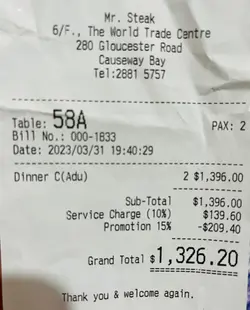 Mr. Steak
6/F., The World Trade Centre
280 Gloucester Road
Causeway Bay
Tel:2881 5757
Table: 58A PAX: 2
Bill No.: 000-1833
Date: 2023/03/31 19:40:29
Dinner C(Adu) 2 $1,396.00
Sub-Total $1,396.00
Service Charge (10%) $139.60
Promotion 15% -$209.40
Grand Total $1,326.20
Thank you & welcome again.